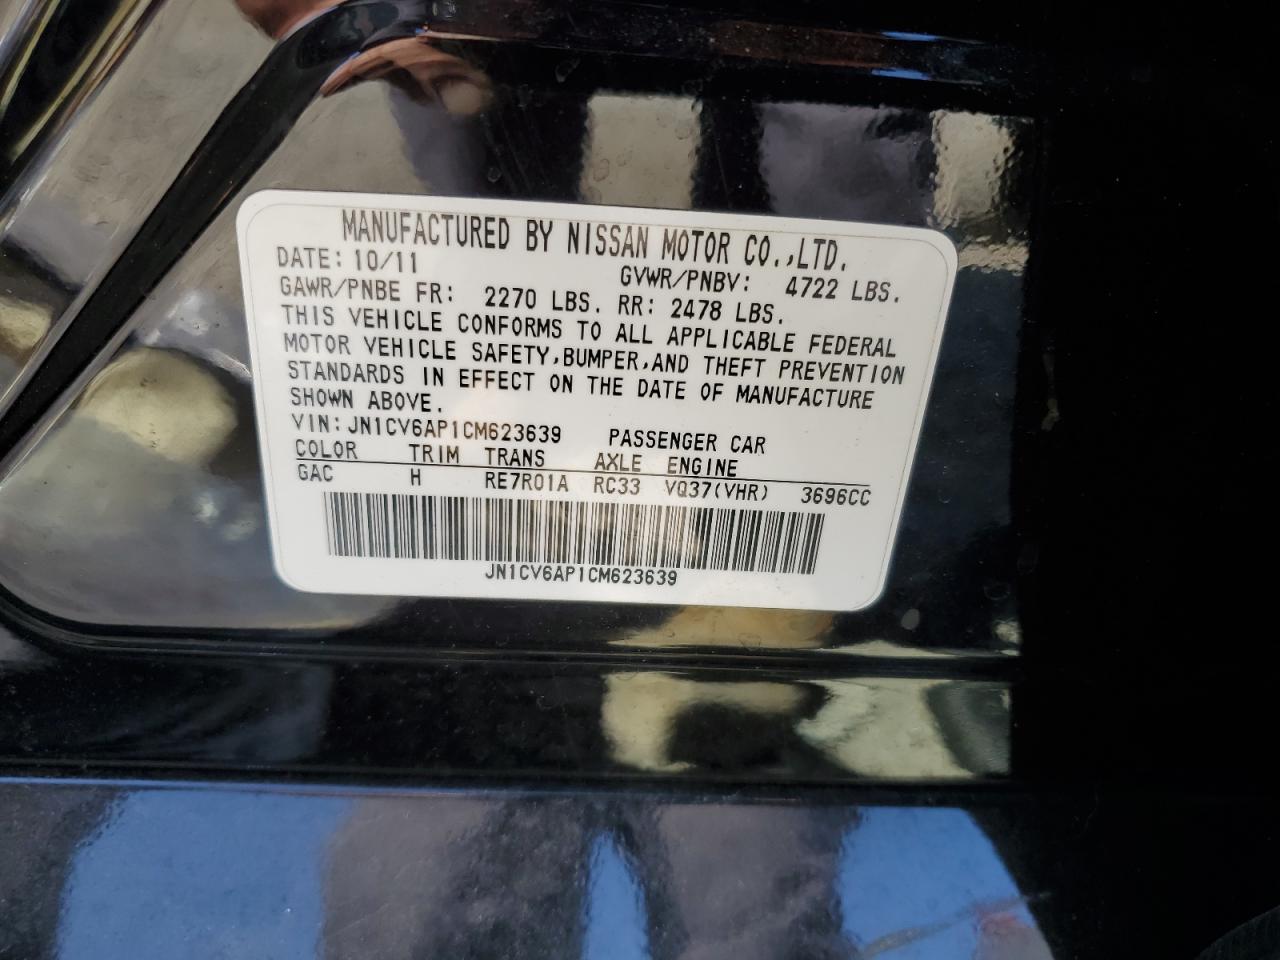 MANUFACTURED BY NISSAN MOTOR CO.,LTD.
DATE: 10/11 GVWR/PNBV: 4722 LBS.
GAWR/PNBE FR: 2270 LBS. RR: 2478 LBS.
THIS VEHICLE CONFORMS TO ALL APPLICABLE FEDERAL
MOTOR VEHICLE SAFETY,BUMPER,AND THEFT PREVENTION
STANDARDS IN EFFECT ON THE DATE OF MANUFACTURE
SHOWN ABOVE.
VIN:JN1CV6AP1CM623639 PASSENGER CAR
COLOR TRIM TRANS AXLE ENGINE
GAC H RE7R01A RC33 VQ37(VHR) 3696CC
JN1CV6AP1CM623639